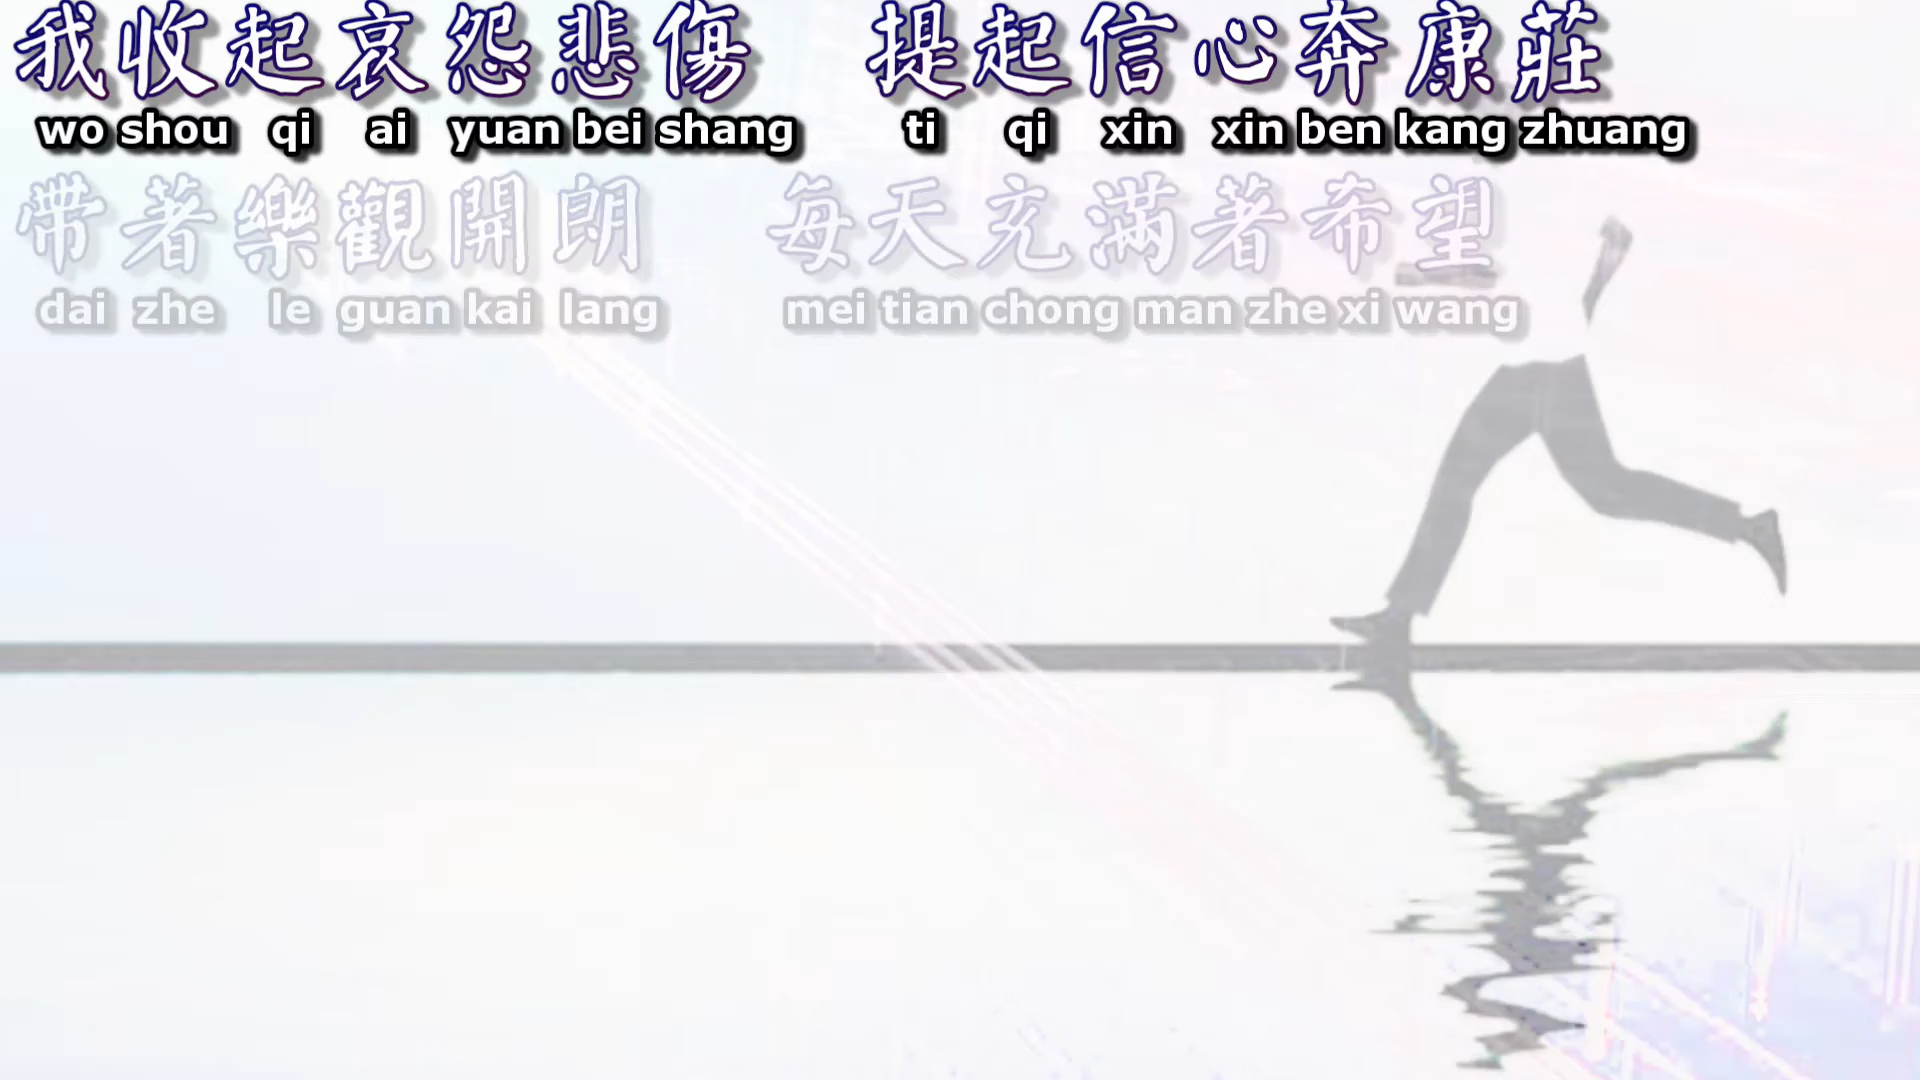 我收起哀怨悲傷 提起信心奔康莊
wo shou qi ai yuan bei shang ti qi xin xin ben kang zhuang
帶著樂觀開朗 每天充滿著希望
dai zhe le guan kai lang mei tian chong man zhe xi wang